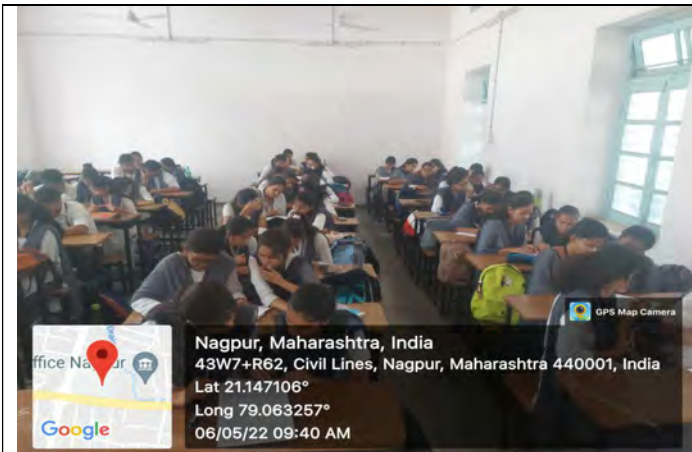 GPS Map Camera
Nagpur, Maharashtra, India
43W7+R62, Civil Lines, Nagpur, Maharashtra 440001, India
Lat 21.147106°
Long 79.063257°
06/05/22 09:40 AM
Google